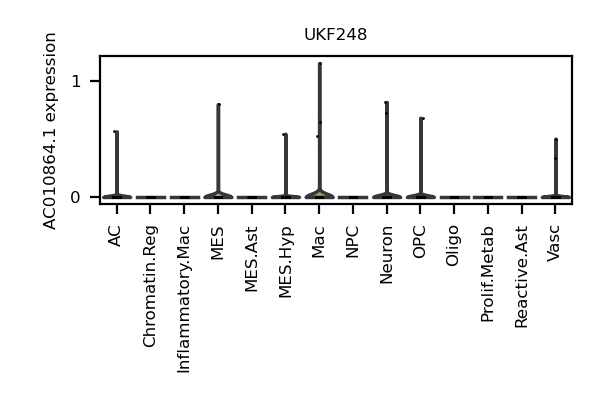 UKF248
AC010864.1 expression
1
0
AC
Chromatin.Reg
Inflammatory.Mac
MES
MES.Ast
MES.Hyp
Mac
NPC
Neuron
OPC
Oligo
Prolif.Metab
Reactive.Ast
Vasc